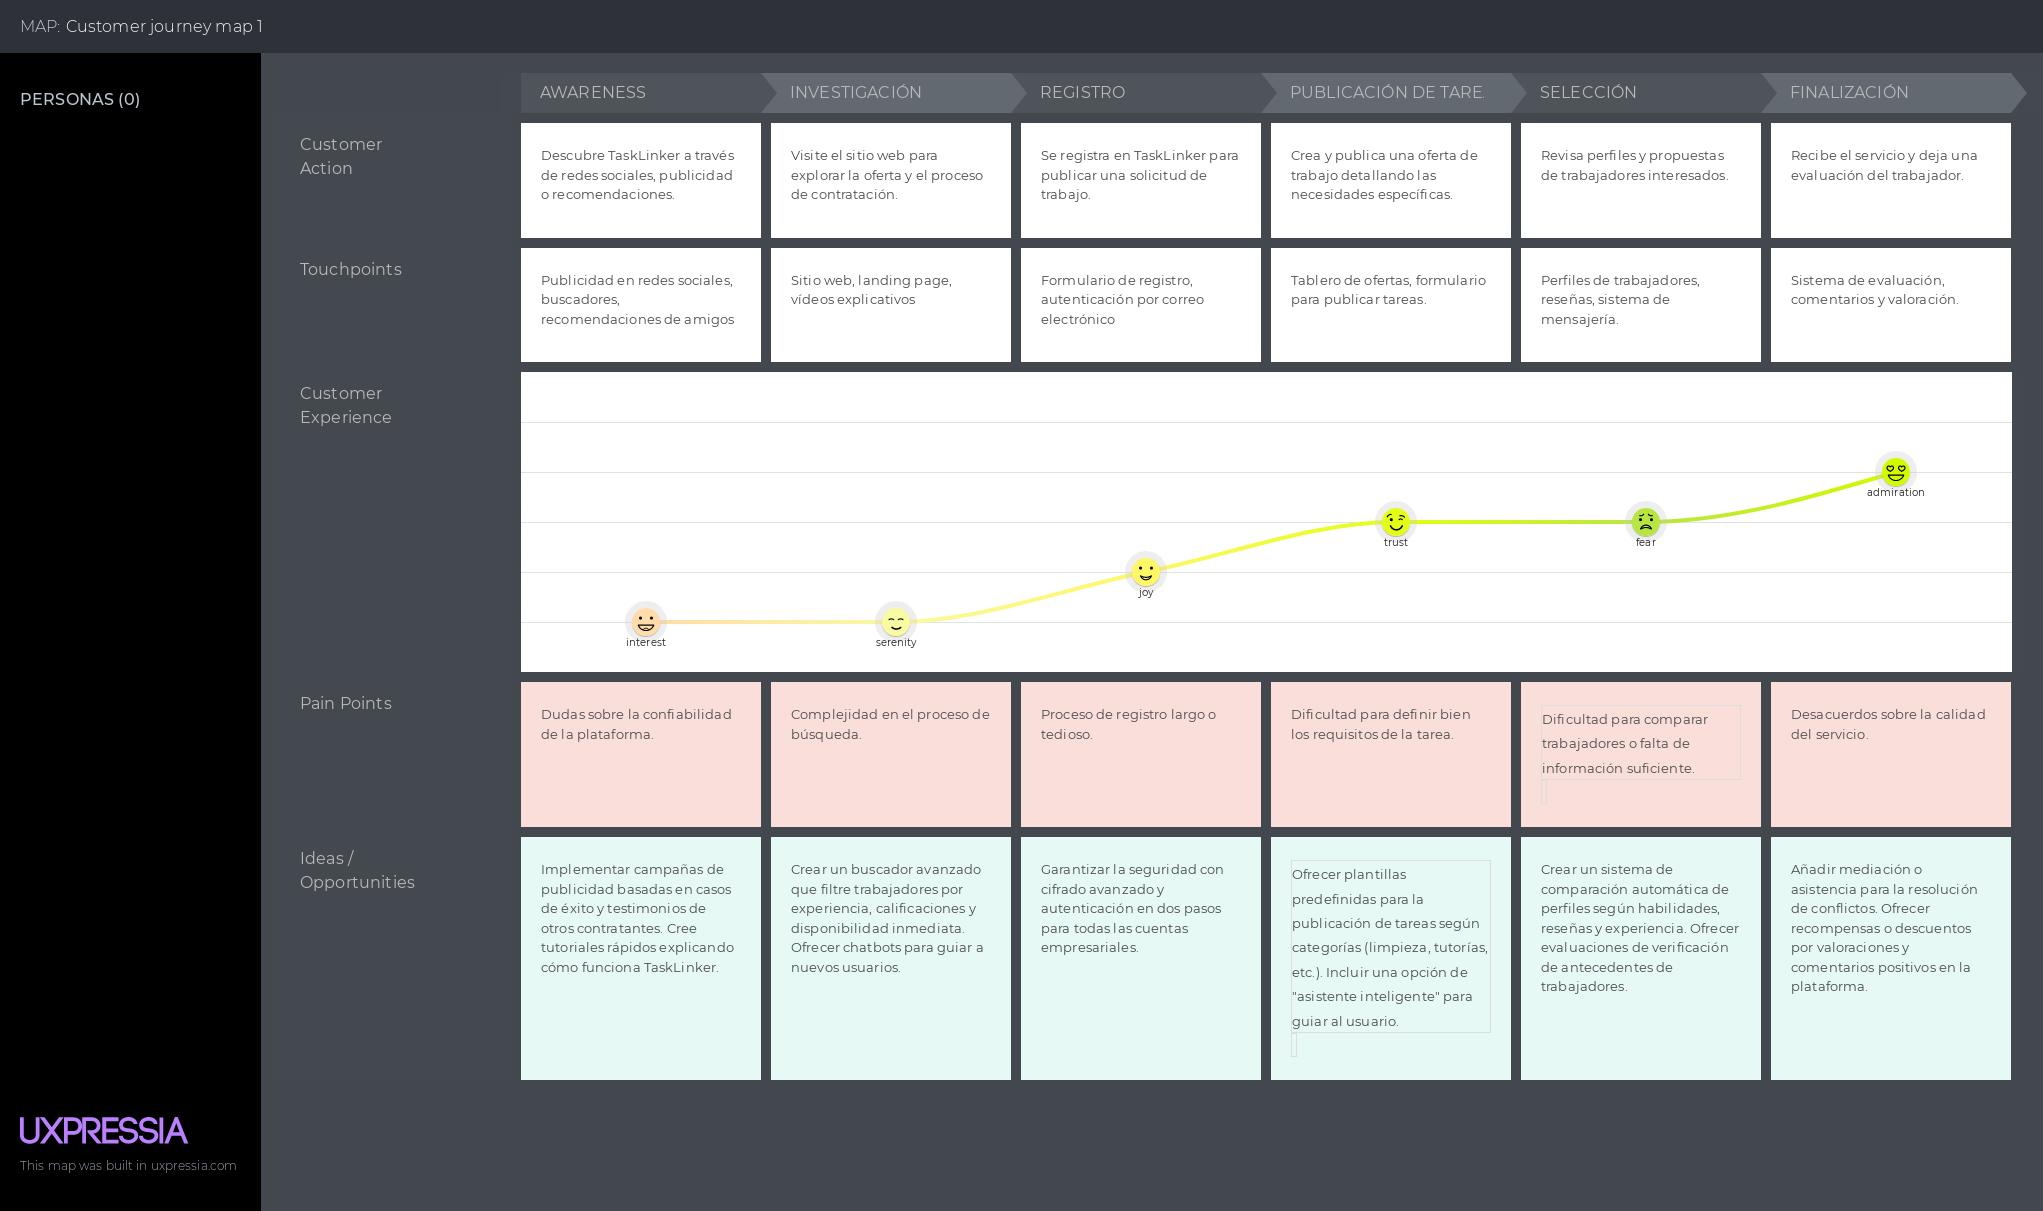 MAP: Customer journey map 1
PERSONAS (0)
AWARENESS
INVESTIGACIÓN
REGISTRO
PUBLICACIÓN DE TARE.
SELECCIÓN
FINALIZACIÓN
Customer
Action
Descubre TaskLinker a través
de redes sociales, publicidad
o recomendaciones.
Visite el sitio web para
explorar la oferta y el proceso
de contratación.
Se registra en TaskLinker para
publicar una solicitud de
trabajo.
Crea y publica una oferta de
trabajo detallando las
necesidades específicas.
Revisa perfiles y propuestas
de trabajadores interesados.
Recibe el servicio y deja una
evaluación del trabajador.
Touchpoints
Publicidad en redes sociales,
buscadores,
recomendaciones de amigos
Sitio web, landing page,
vídeos explicativos
Formulario de registro,
autenticación por correo
electrónico
Tablero de ofertas, formulario
para publicar tareas.
Perfiles de trabajadores,
reseñas, sistema de
mensajería.
Sistema de evaluación,
comentarios y valoración.
Customer
Experience
interest
serenity
joy
trust
fear
admiration
Pain Points
Dudas sobre la confiabilidad
de la plataforma.
Complejidad en el proceso de
búsqueda.
Proceso de registro largo o
tedioso.
Dificultad para definir bien
los requisitos de la tarea.
Dificultad para comparar
trabajadores o falta de
información suficiente.
Desacuerdos sobre la calidad
del servicio.
Ideas /
Opportunities
Implementar campañas de
publicidad basadas en casos
de éxito y testimonios de
otros contratantes. Cree
tutoriales rápidos explicando
cómo funciona TaskLinker.
Crear un buscador avanzado
que filtre trabajadores por
experiencia, calificaciones y
disponibilidad inmediata.
Ofrecer chatbots para guiar a
nuevos usuarios.
Garantizar la seguridad con
cifrado avanzado y
autenticación en dos pasos
para todas las cuentas
empresariales.
Ofrecer plantillas
predefinidas para la
publicación de tareas según
categorías (limpieza, tutorías,
etc.). Incluir una opción de
"asistente inteligente" para
guiar al usuario.
Crear un sistema de
comparación automática de
perfiles según habilidades,
reseñas y experiencia. Ofrecer
evaluaciones de verificación
de antecedentes de
trabajadores.
Añadir mediación o
asistencia para la resolución
de conflictos. Ofrecer
recompensas o descuentos
por valoraciones y
comentarios positivos en la
plataforma.
UXPRESSIA
This map was built in uxpressia.com